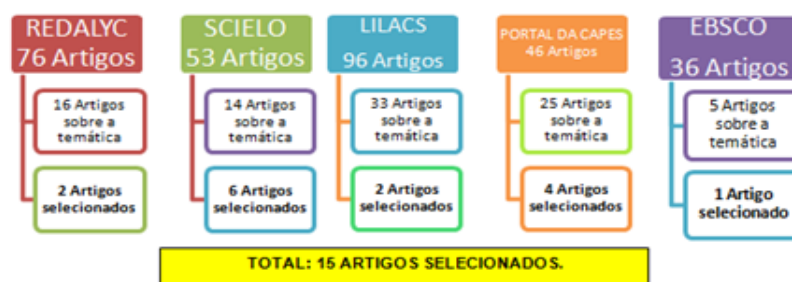 REDALYC
76 Artigos
16 Artigos
sobre a
temática
2 Artigos
selecionados
SCIELO
53 Artigos
14 Artigos
sobre a
temática
6 Artigos
selecionados
LILACS
96 Artigos
33 Artigos
sobre a
temática
2 Artigos
selecionados
PORTAL DA CAPES
46 Artigos
25 Artigos
sobre a
temática
4 Artigos
selecionados
EBSCO
36 Artigos
5 Artigos
sobre a
temática
1 Artigo
selecionado
TOTAL: 15 ARTIGOS SELECIONADOS.